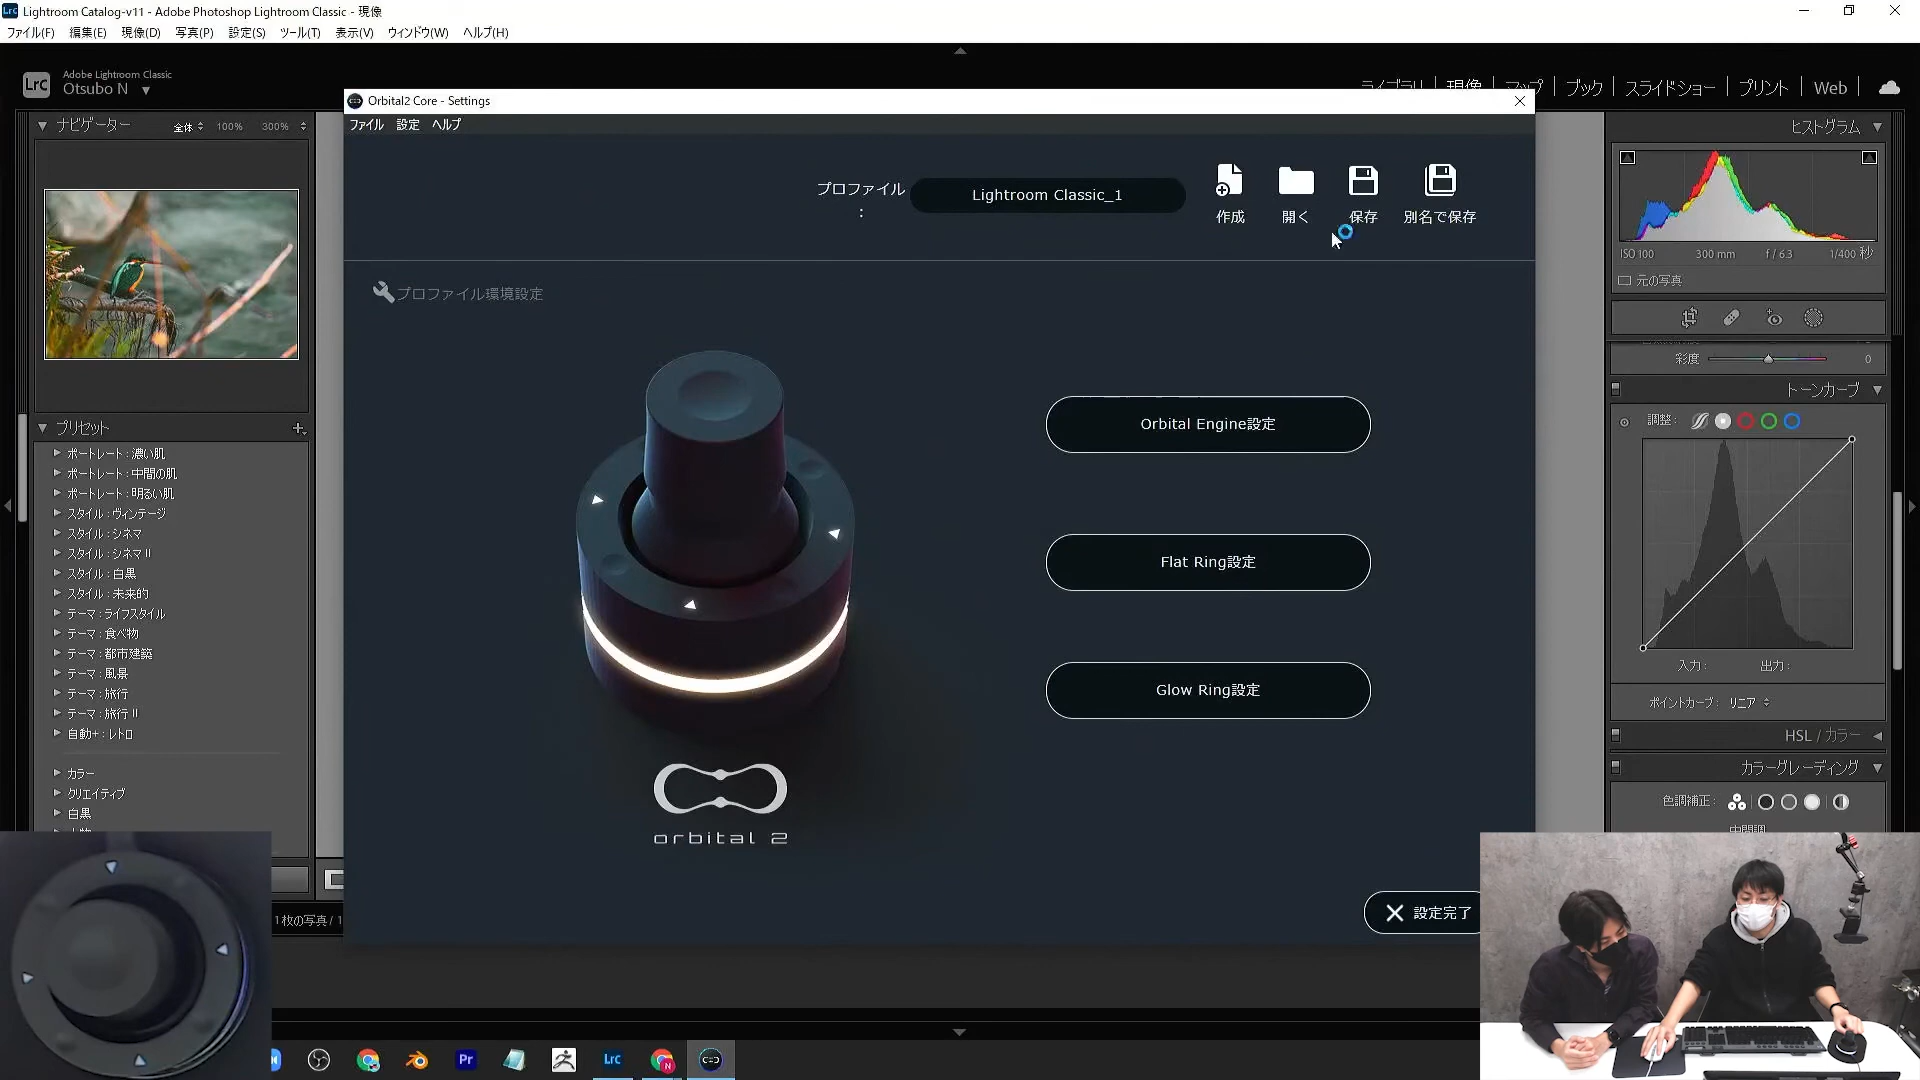 Lightroom Catalog-v11 - Adobe Photoshop Lightroom Classic - 現像
ファイル(F) 編集(E) 現像(D) 写真(P) 設定(S) ツール(T) 表示(V) ウィンドウ(W) ヘルプ(H)
Lrc
Adobe Lightroom Classic
Otsubo N
ライブラリ 現像 マップ ブック スライドショー プリント Web
ナビゲーター 全体 100% 300%
プリセット
ポートレート : 濃い肌
ポートレート : 中間の肌
ポートレート : 明るい肌
スタイル : ヴィンテージ
スタイル : シネマ
スタイル : シネマ II
スタイル : 白黒
スタイル : 未来的
テーマ : ライフスタイル
テーマ : 食べ物
テーマ : 都市建築
テーマ : 風景
テーマ : 旅行
テーマ : 旅行 II
自動+ : レトロ
カラー
クリエイティブ
白黒
1枚の写真 / 1
Orbital2 Core - Settings
ファイル 設定 ヘルプ
プロファイル :
Lightroom Classic_1
作成 開く 保存 別名で保存
プロファイル環境設定
Orbital Engine設定
Flat Ring設定
Glow Ring設定
orbital 2
設定完了
ヒストグラム
ISO 100 300 mm f / 6.3 1/400 秒
元の写真
彩度 0
トーンカーブ
調整 :
入力 : 出力 :
ポイントカーブ : リニア
HSL / カラー
カラーグレーディング
色調補正 :
中間調
Pr
Lrc
N